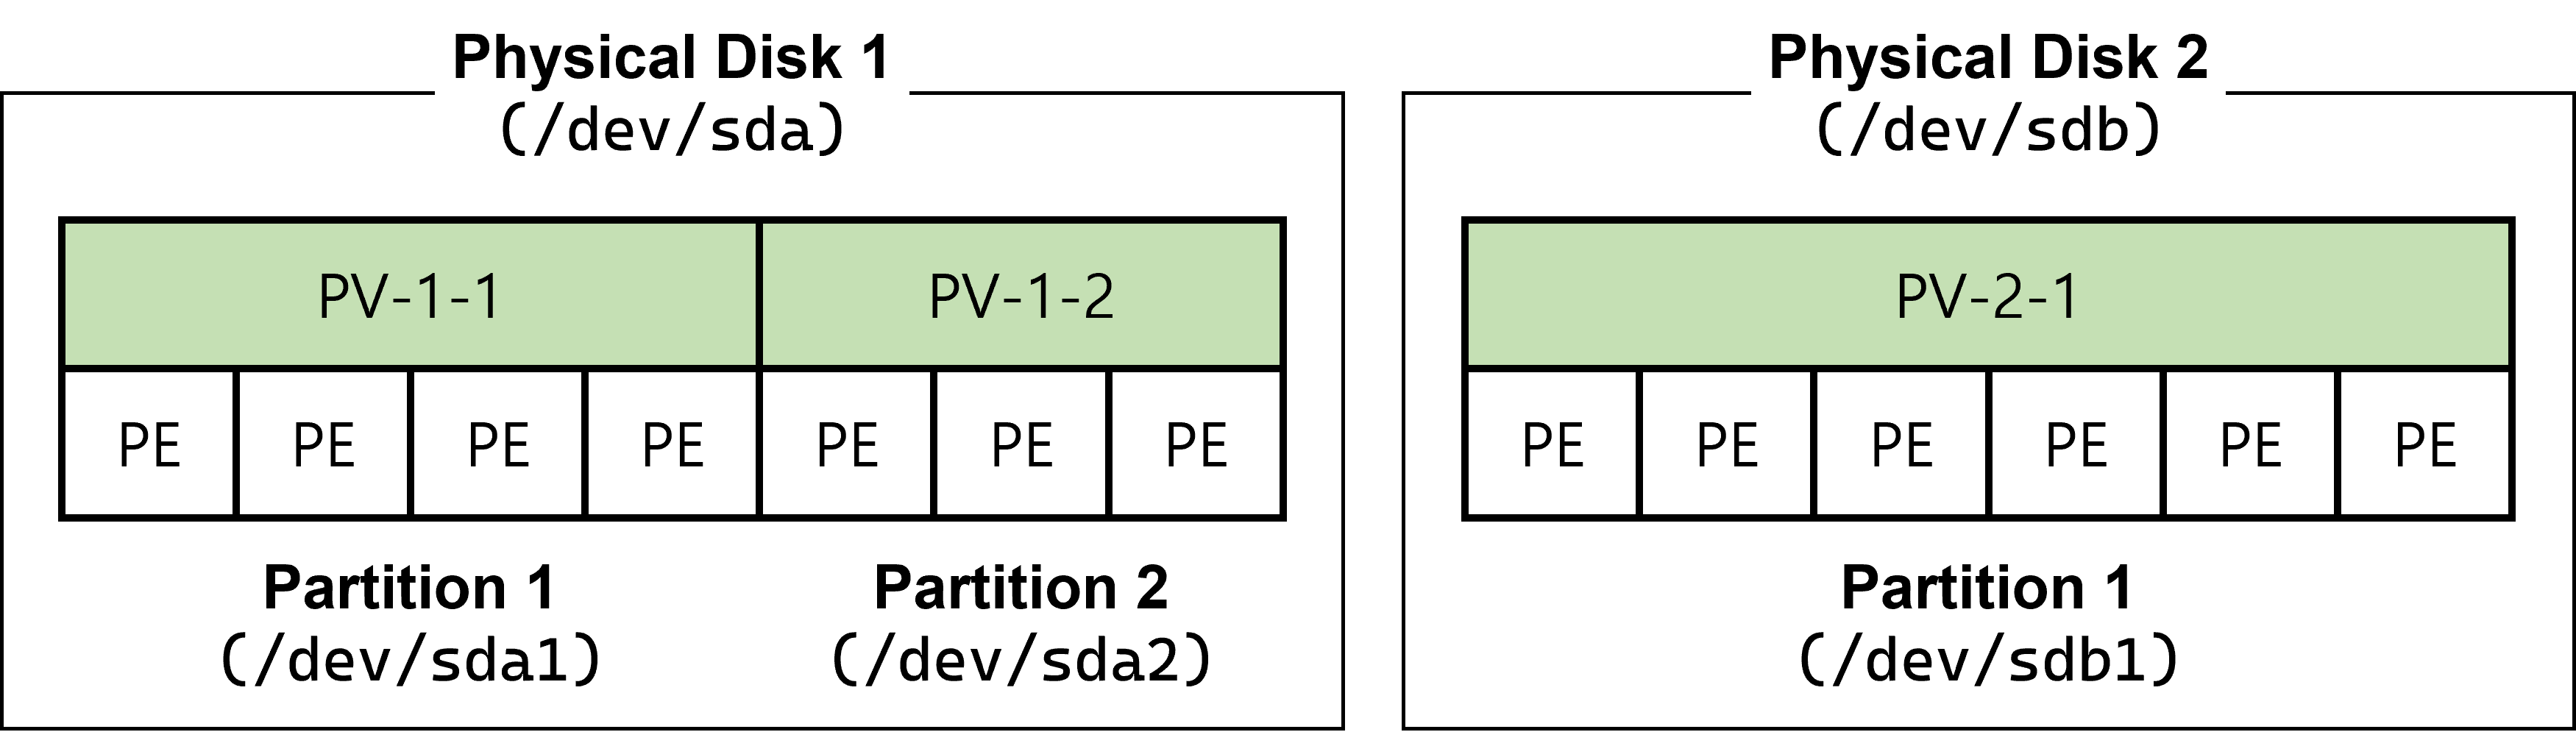 Physical Disk 1
(/dev/sda)
PV-1-1 PV-1-2
PE PE PE PE PE PE PE
Partition 1 Partition 2
(/dev/sda1) (/dev/sda2)
Physical Disk 2
(/dev/sdb)
PV-2-1
PE PE PE PE PE PE
Partition 1
(/dev/sdb1)